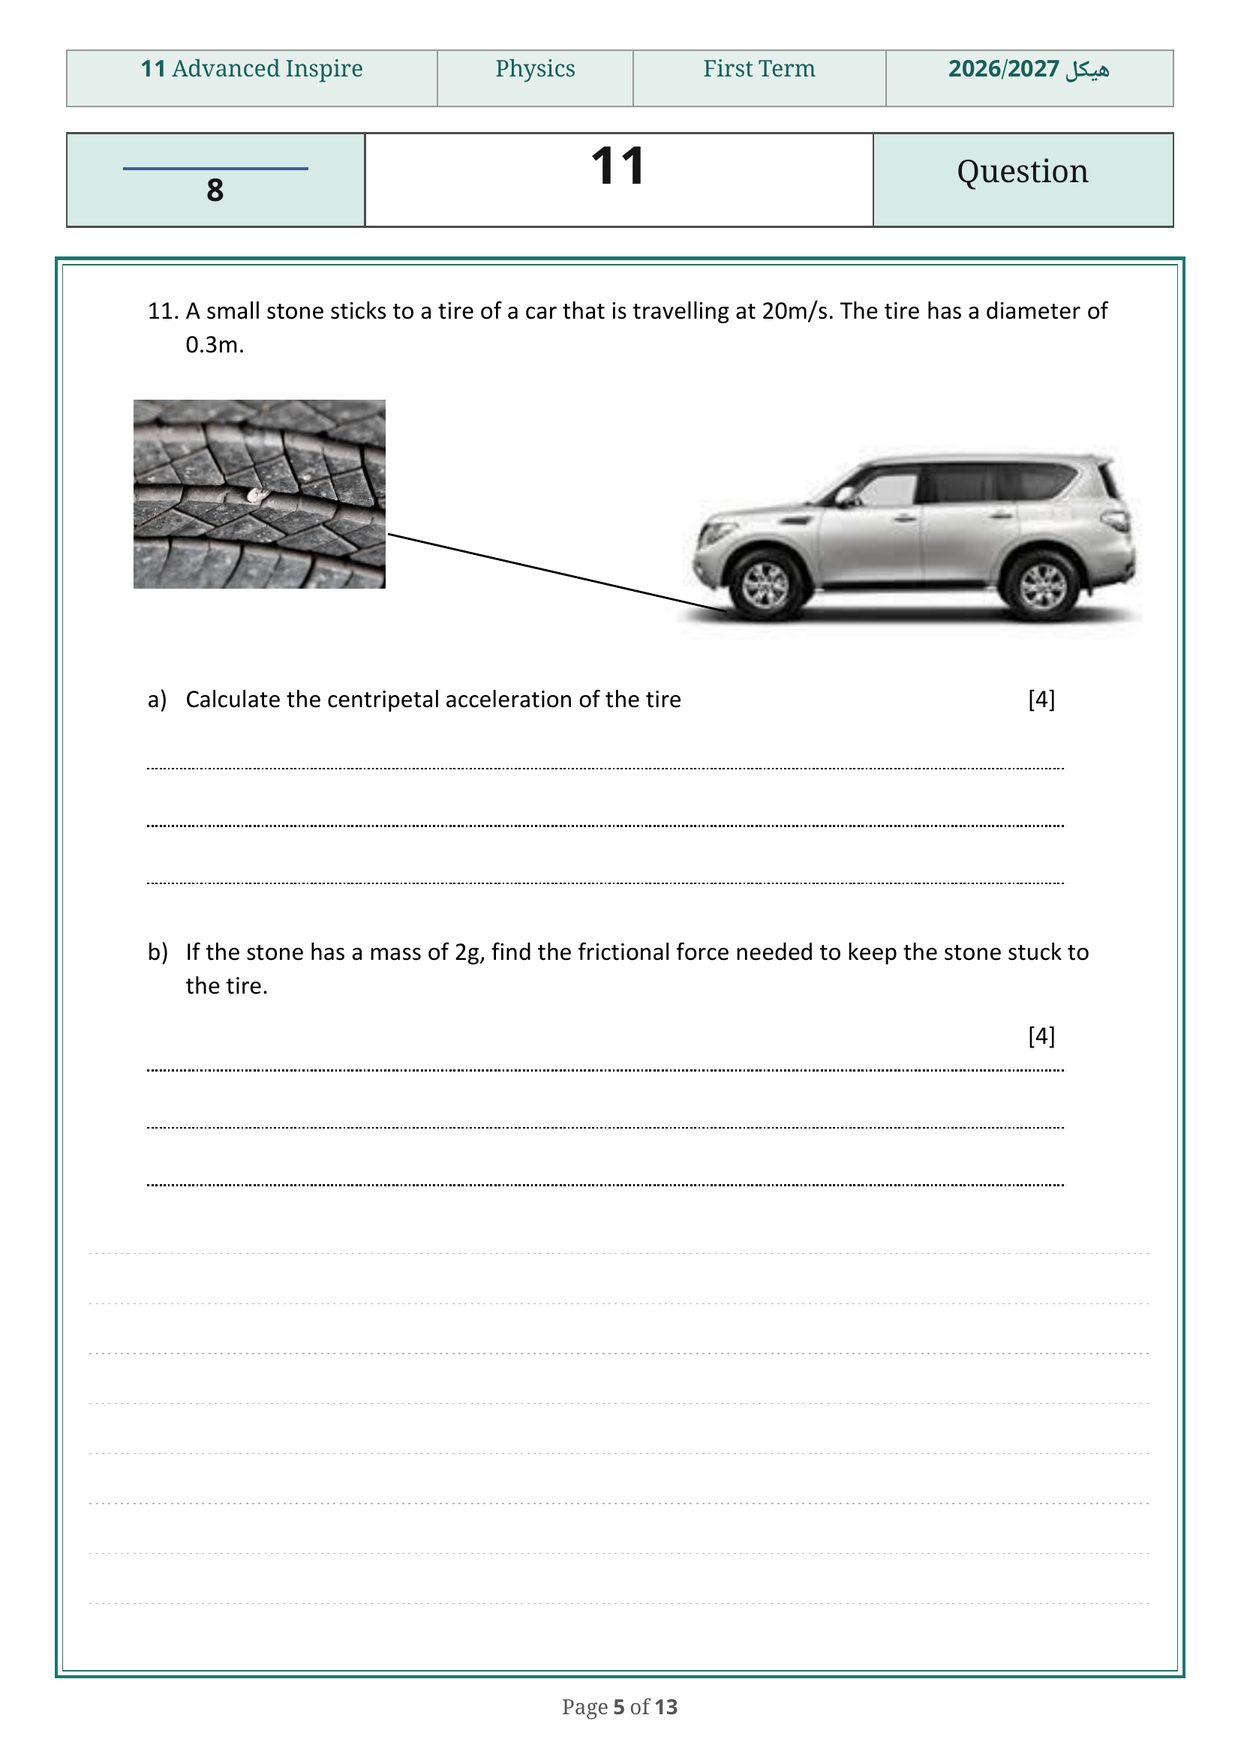 11 Advanced Inspire
Physics
First Term
هيكل 2026/2027
8
11
Question
11. A small stone sticks to a tire of a car that is travelling at 20m/s. The tire has a diameter of
0.3m.
a) Calculate the centripetal acceleration of the tire [4]
b) If the stone has a mass of 2g, find the frictional force needed to keep the stone stuck to
the tire.
[4]
Page 5 of 13